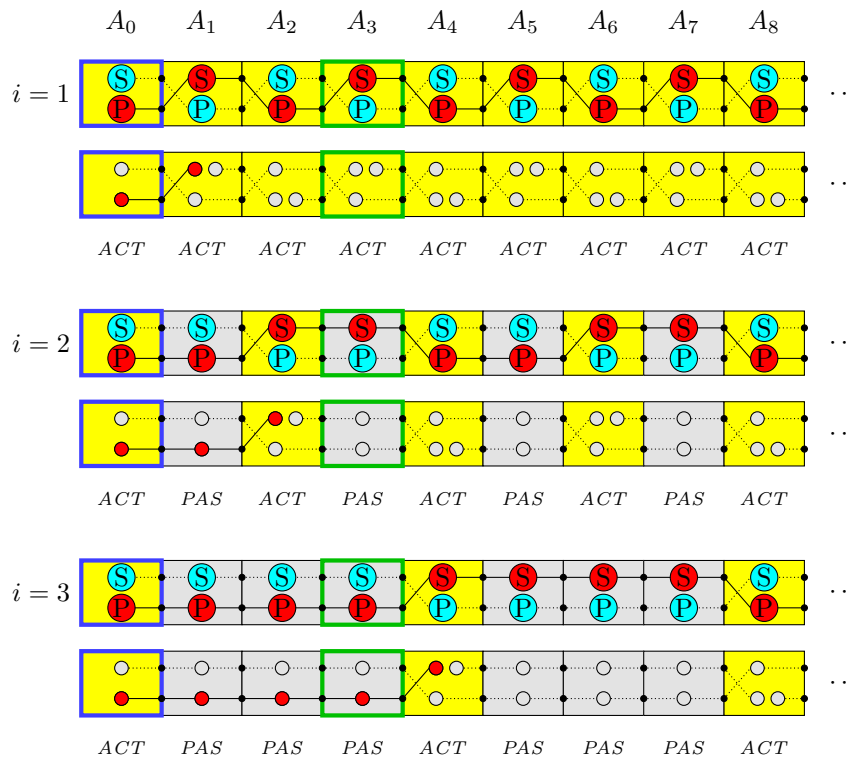 A0 A1 A2 A3 A4 A5 A6 A7 A8
S S S S S S S S S
i = 1 ...
P P P P P P P P P
...
ACT ACT ACT ACT ACT ACT ACT ACT ACT
S S S S S S S S S
i = 2 ...
P P P P P P P P P
...
ACT PAS ACT PAS ACT PAS ACT PAS ACT
S S S S S S S S S
i = 3 ...
P P P P P P P P P
...
ACT PAS PAS PAS ACT PAS PAS PAS ACT